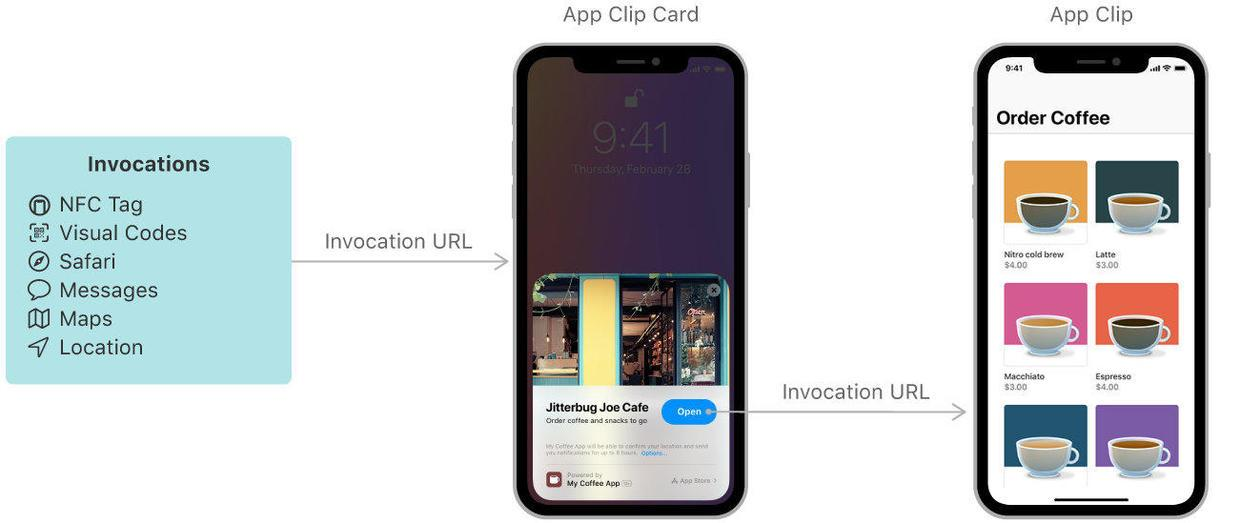 App Clip Card
App Clip
Invocations
NFC Tag
Visual Codes
Safari
Messages
Maps
Location
Invocation URL
9:41
Thursday, February 28
Open
Jitterbug Joe Cafe
Order coffee and snacks to go
Open
My Coffee App will be able to confirm your location and send
you notifications for up to 8 hours. Options...
Powered by
My Coffee App
App Store
Invocation URL
9:41
Order Coffee
Nitro cold brew
$4.00
Latte
$3.00
Macchiato
$3.00
Espresso
$4.00